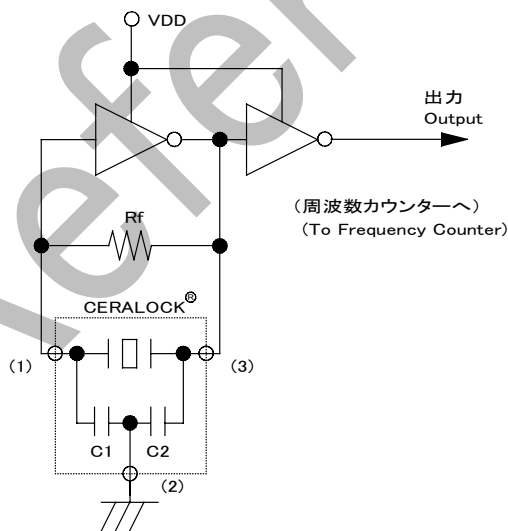 VDD
出力
Output
(周波数カウンターへ)
(To Frequency Counter)
Rf
CERALOCK®
(1)
(3)
C1
C2
(2)